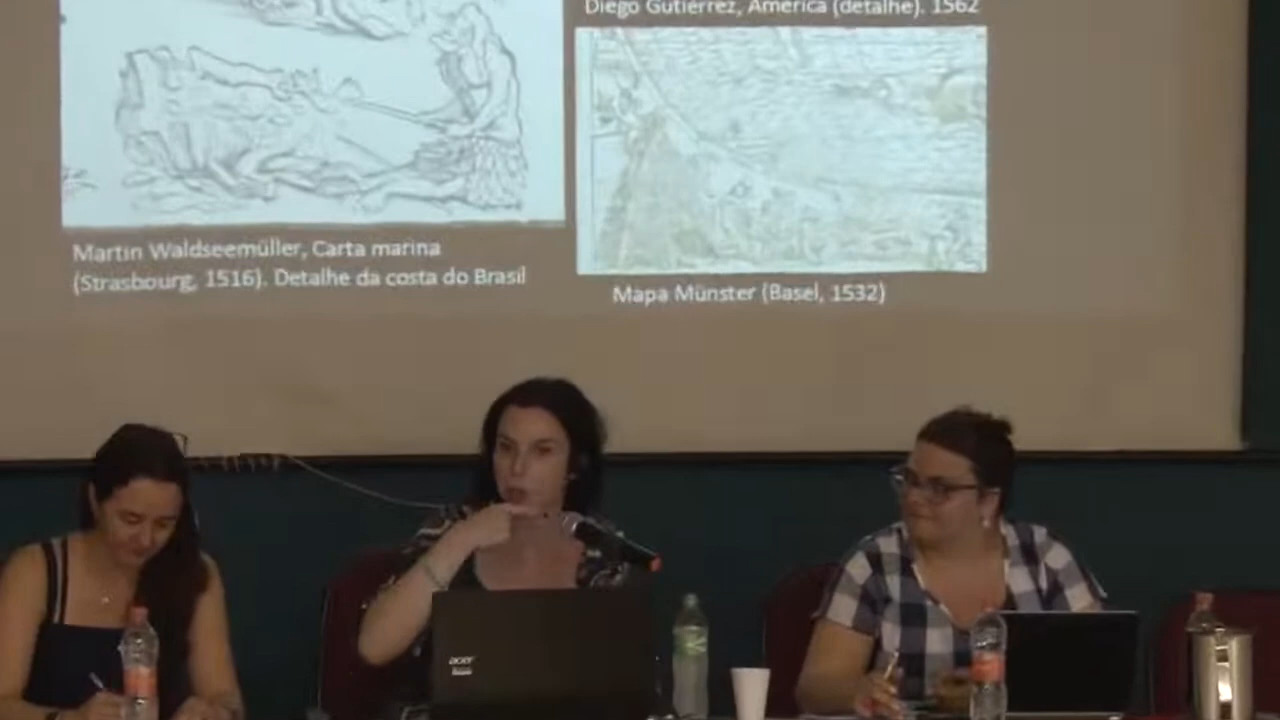 Diego Gutiérrez, América (detalhe). 1562
Martin Waldseemüller, Carta marina
(Strasbourg, 1516). Detalhe da costa do Brasil
Mapa Münster (Basel, 1532)
acer